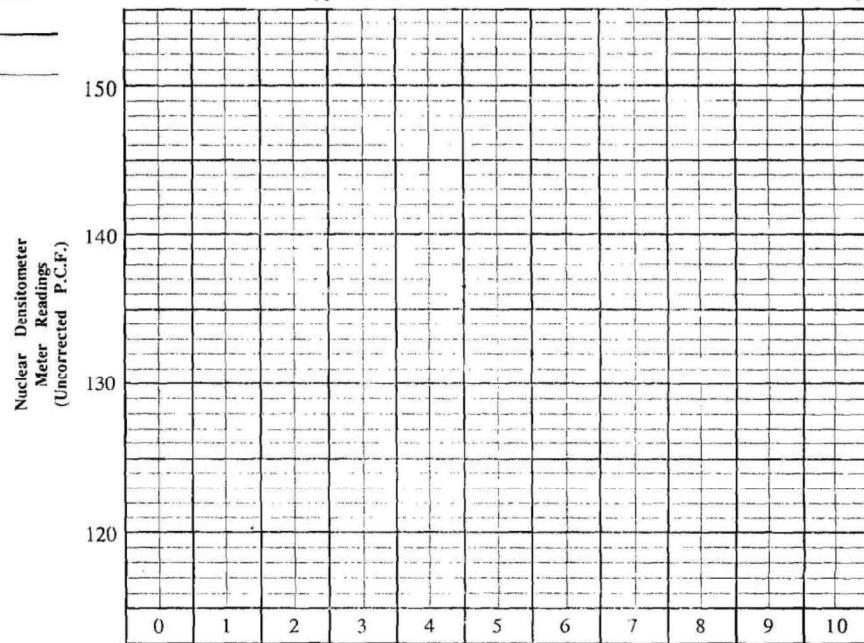 150
140
Nuclear Densitometer
Meter Readings
(Uncorrected P.C.F.)
130
120
0 1 2 3 4 5 6 7 8 9 10